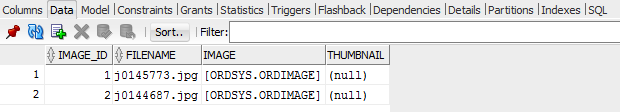 Columns Data Model Constraints Grants Statistics Triggers Flashback Dependencies Details Partitions Indexes SQL
Sort.. Filter:
IMAGE_ID FILENAME IMAGE THUMBNAIL
1 1 j0145773.jpg [ORDSYS.ORDIMAGE] (null)
2 2 j0144687.jpg [ORDSYS.ORDIMAGE] (null)